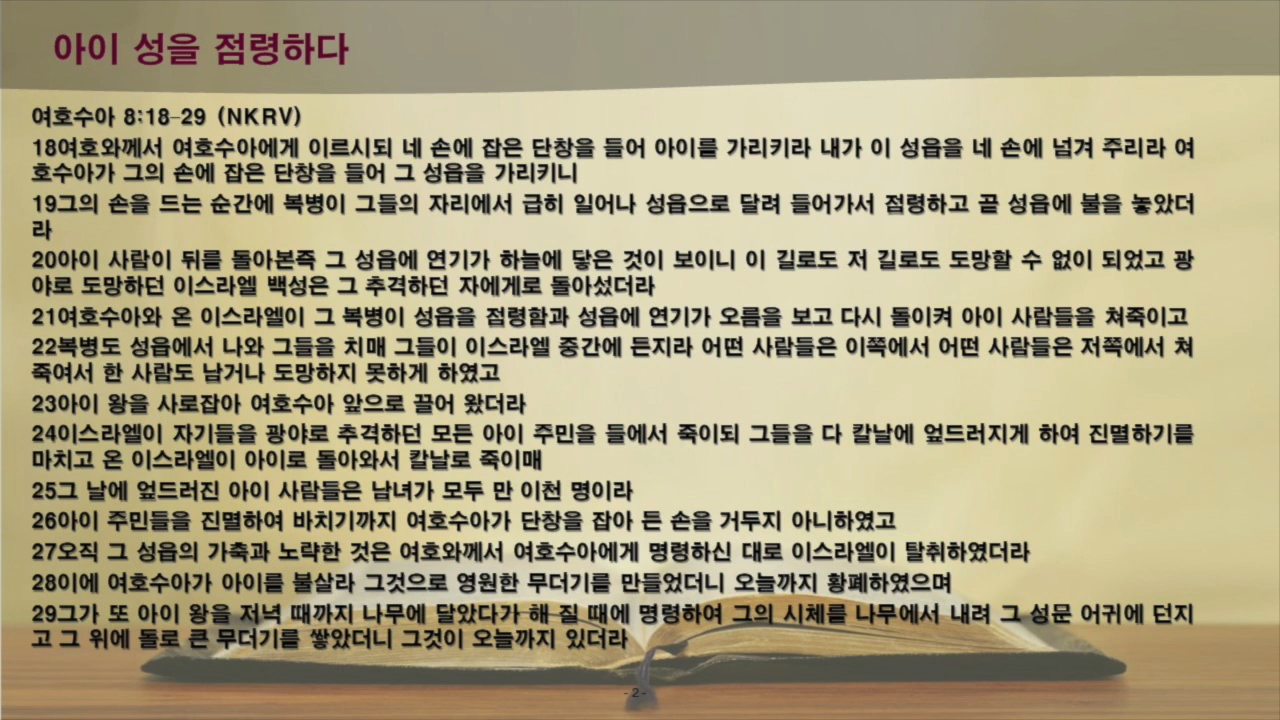 아이 성을 점령하다
여호수아 8:18-29 (NKRV)
18여호와께서 여호수아에게 이르시되 네 손에 잡은 단창을 들어 아이를 가리키라 내가 이 성읍을 네 손에 넘겨 주리라 여
호수아가 그의 손에 잡은 단창을 들어 그 성읍을 가리키니
19그의 손을 드는 순간에 복병이 그들의 자리에서 급히 일어나 성읍으로 달려 들어가서 점령하고 곧 성읍에 불을 놓았더
라
20아이 사람이 뒤를 돌아본즉 그 성읍에 연기가 하늘에 닿은 것이 보이니 이 길로도 저 길로도 도망할 수 없이 되었고 광
야로 도망하던 이스라엘 백성은 그 추격하던 자에게로 돌아섰더라
21여호수아와 온 이스라엘이 그 복병이 성읍을 점령함과 성읍에 연기가 오름을 보고 다시 돌이켜 아이 사람들을 쳐죽이고
22복병도 성읍에서 나와 그들을 치매 그들이 이스라엘 중간에 든지라 어떤 사람들은 이쪽에서 어떤 사람들은 저쪽에서 쳐
죽여서 한 사람도 남거나 도망하지 못하게 하였고
23아이 왕을 사로잡아 여호수아 앞으로 끌어 왔더라
24이스라엘이 자기들을 광야로 추격하던 모든 아이 주민을 들에서 죽이되 그들을 다 칼날에 엎드러지게 하여 진멸하기를
마치고 온 이스라엘이 아이로 돌아와서 칼날로 죽이매
25그 날에 엎드러진 아이 사람들은 남녀가 모두 만 이천 명이라
26아이 주민들을 진멸하여 바치기까지 여호수아가 단창을 잡아 든 손을 거두지 아니하였고
27오직 그 성읍의 가축과 노략한 것은 여호와께서 여호수아에게 명령하신 대로 이스라엘이 탈취하였더라
28이에 여호수아가 아이를 불살라 그것으로 영원한 무더기를 만들었더니 오늘까지 황폐하였으며
29그가 또 아이 왕을 저녁 때까지 나무에 달았다가 해 질 때에 명령하여 그의 시체를 나무에서 내려 그 성문 어귀에 던지
고 그 위에 돌로 큰 무더기를 쌓았더니 그것이 오늘까지 있더라
- 2 -